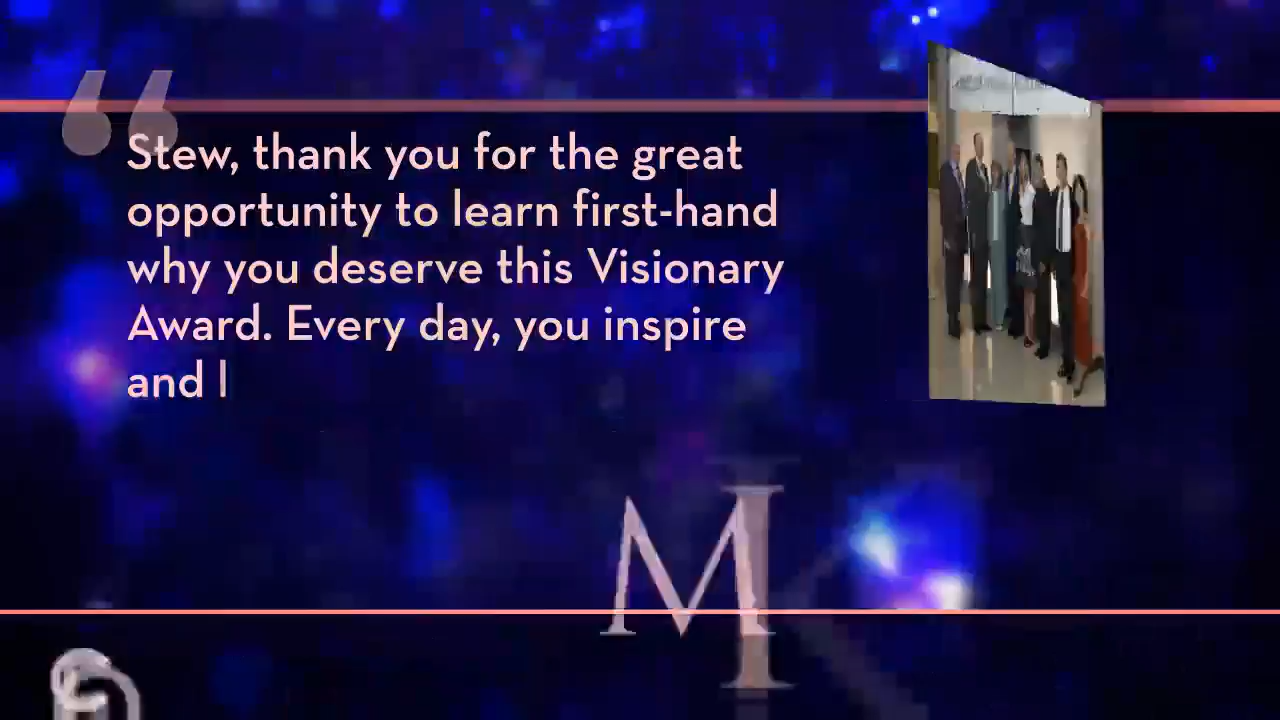 “
Stew, thank you for the great
opportunity to learn first-hand
why you deserve this Visionary
Award. Every day, you inspire
and l
M